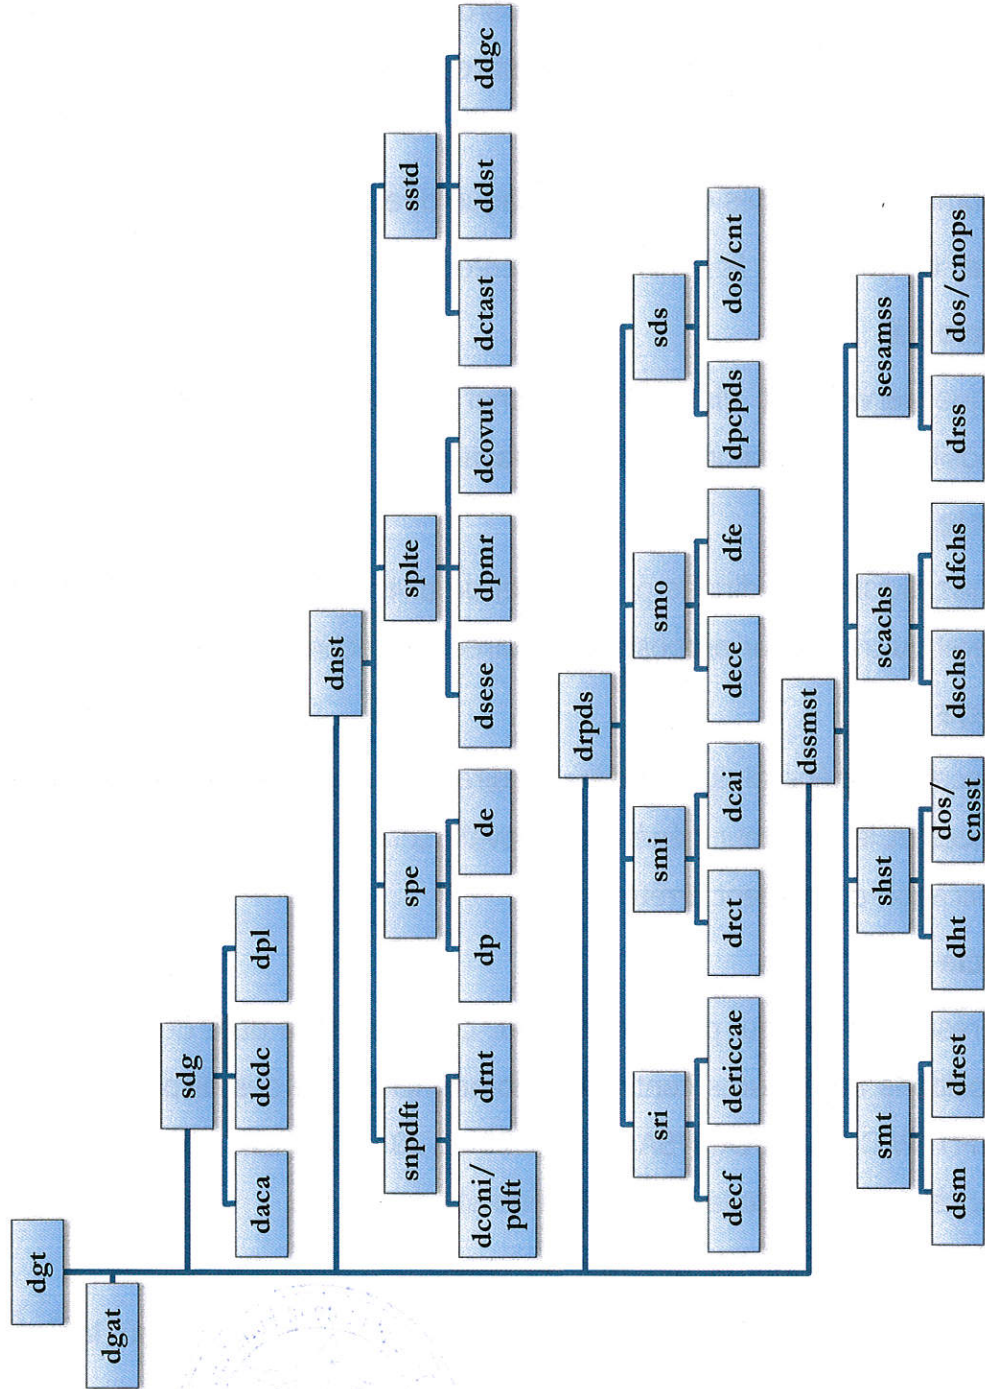 dgt
dgat
sdg
daca
dcdc
dpl
dnst
snpdft
spe
splte
sstd
dconi/
pdft
drnt
dp
de
dsese
dpmr
dcovut
dctast
ddst
ddgc
drpds
sri
smi
smo
sds
decf
dericcae
drct
dcai
dece
dfe
dpcpds
dos/cnt
dssmst
smt
shst
scachs
sesamss
dsm
drest
dht
dos/
cnsst
dschs
dfchs
drss
dos/cnops